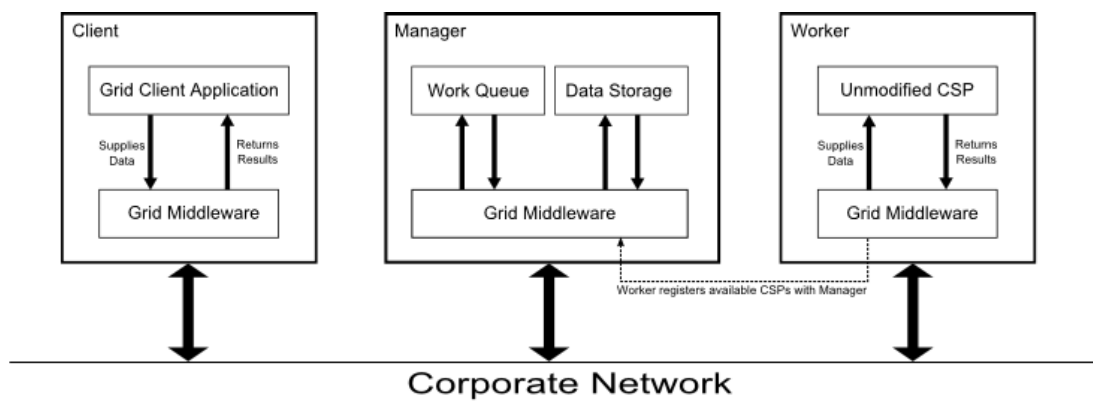 Client
Grid Client Application
Supplies
Data
Returns
Results
Grid Middleware
Manager
Work Queue
Data Storage
Grid Middleware
Worker
Unmodified CSP
Supplies
Data
Returns
Results
Grid Middleware
Worker registers available CSPs with Manager
Corporate Network